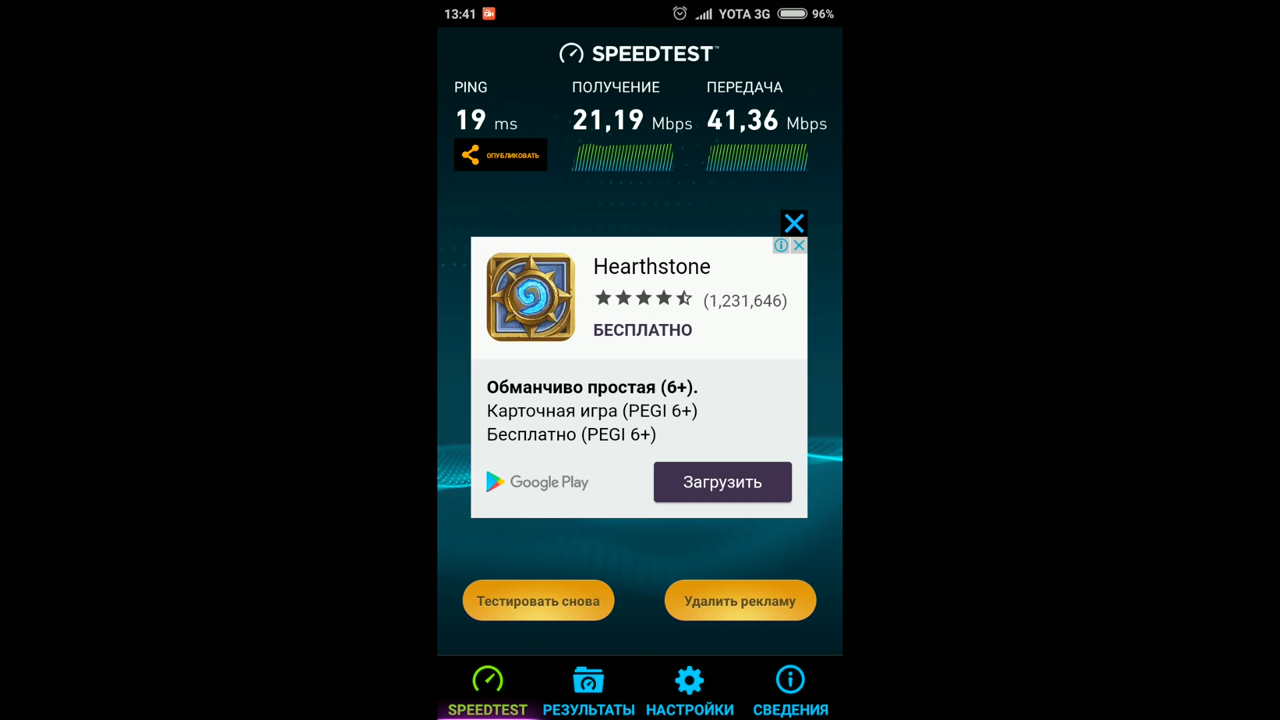 13:41 YOTA 3G 96%
SPEEDTEST™
PING ПОЛУЧЕНИЕ ПЕРЕДАЧА
19 ms 21,19 Mbps 41,36 Mbps
ОПУБЛИКОВАТЬ
Hearthstone
(1,231,646)
БЕСПЛАТНО
Обманчиво простая (6+).
Карточная игра (PEGI 6+)
Бесплатно (PEGI 6+)
Google Play Загрузить
Тестировать снова Удалить рекламу
SPEEDTEST РЕЗУЛЬТАТЫ НАСТРОЙКИ СВЕДЕНИЯ